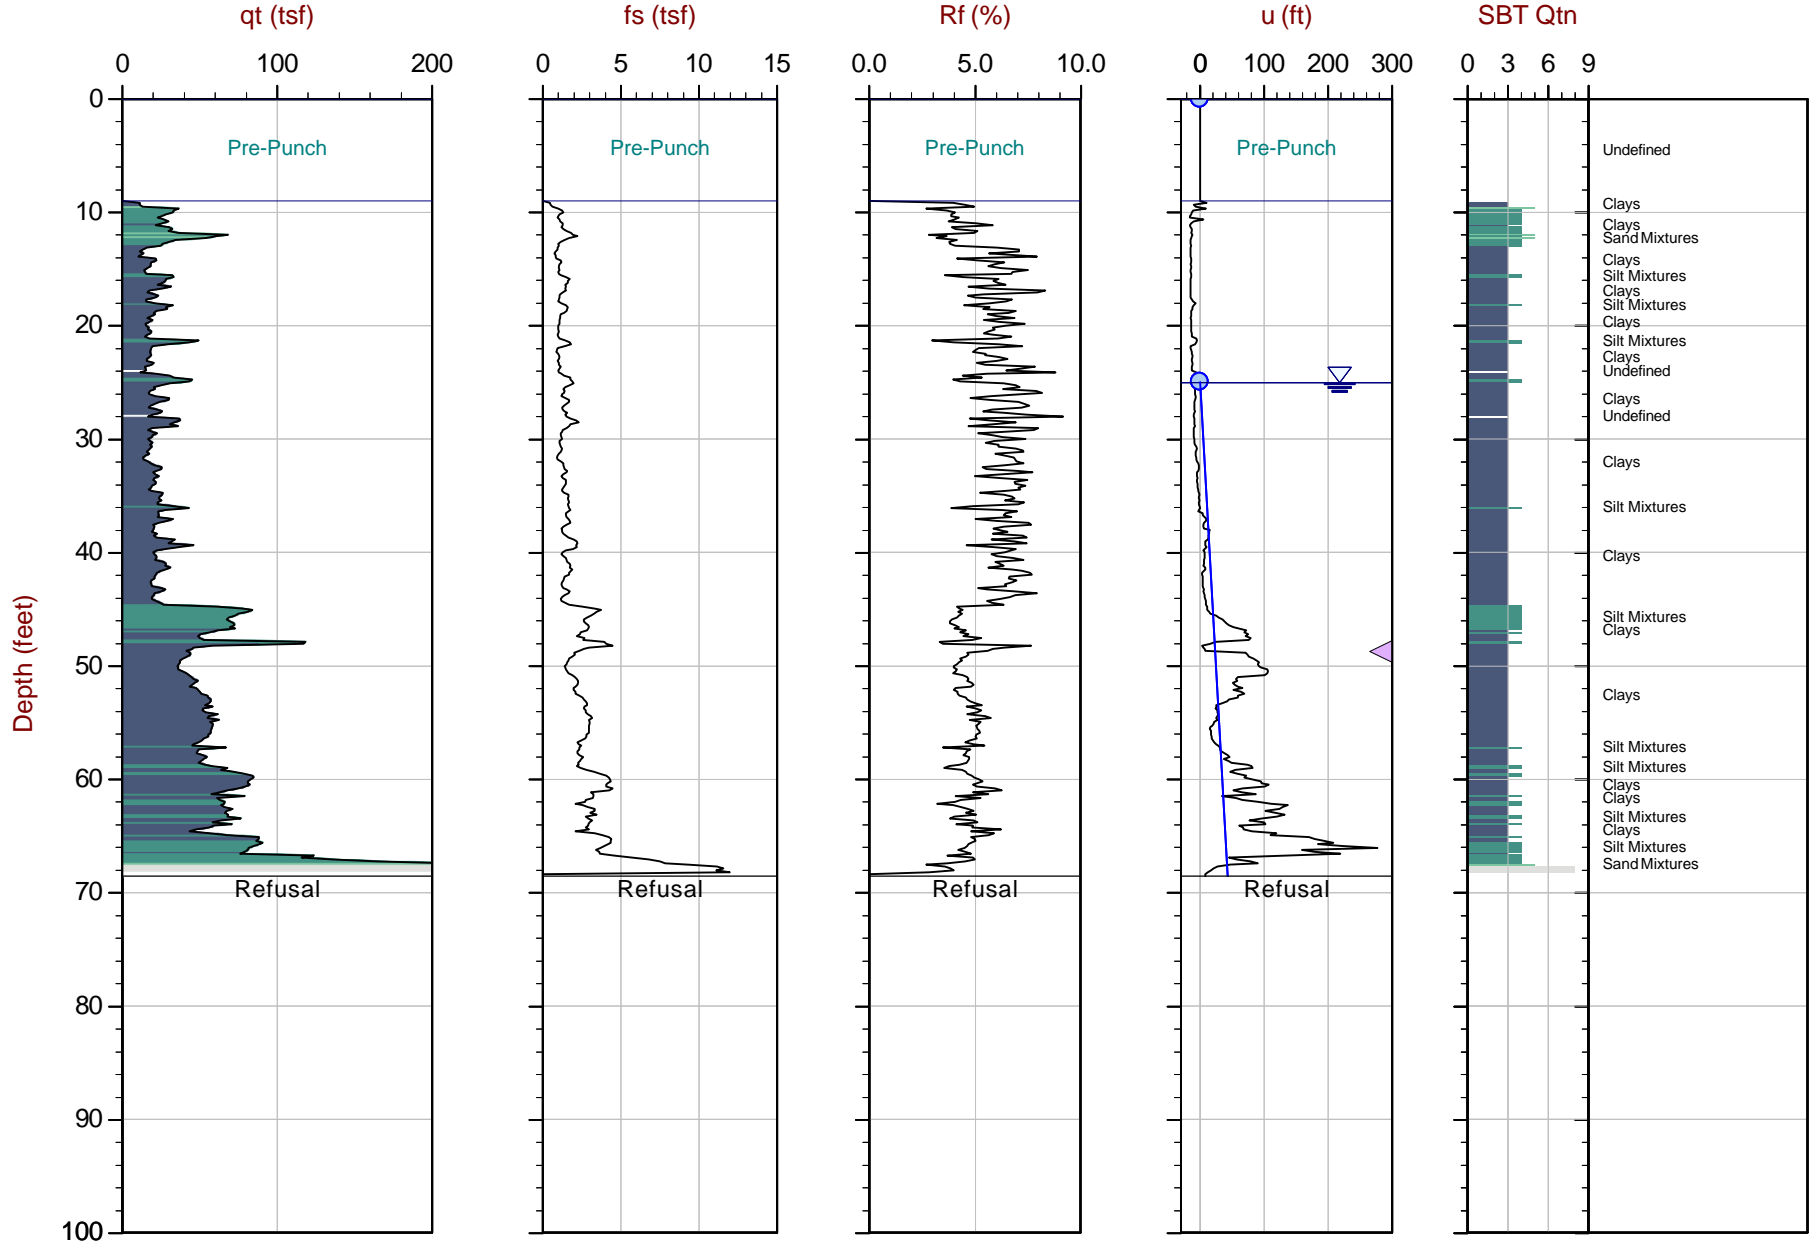 qt (tsf) fs (tsf) Rf (%) u (ft) SBT Qtn
0 100 200 0 5 15 0.0 5.0 10.0 0 100 200 300 0 3 6 9
0
Pre-Punch Pre-Punch Pre-Punch Pre-Punch Undefined
Clays
10
Clays
Sand Mixtures
Clays
Silt Mixtures
Clays
Silt Mixtures
20 Clays
Silt Mixtures
Clays
Undefined
Clays
Undefined
30
Clays
Silt Mixtures
40 Clays
Silt Mixtures
Clays
50
Clays
Silt Mixtures
Silt Mixtures
60 Clays
Clays
Silt Mixtures
Clays
Silt Mixtures
Sand Mixtures
Refusal Refusal Refusal Refusal
70
80
90
100
Depth (feet)